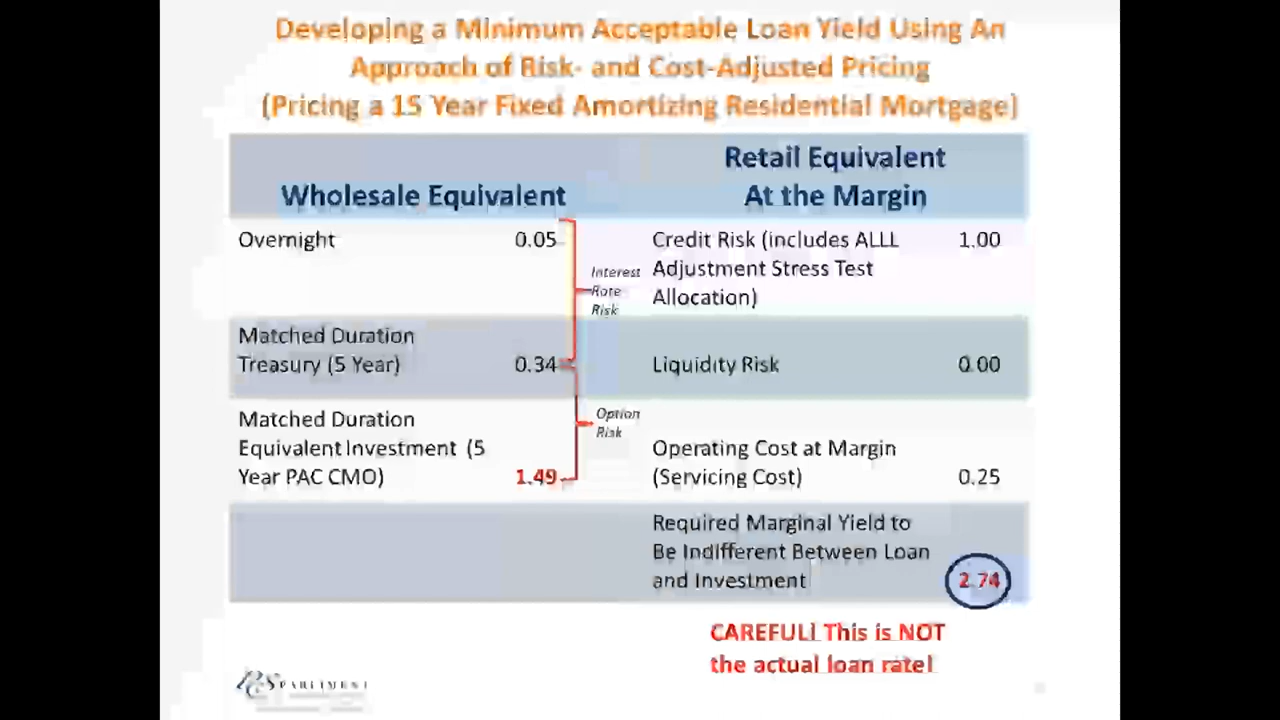 Developing a Minimum Acceptable Loan Yield Using An
Approach of Risk- and Cost-Adjusted Pricing
(Pricing a 15 Year Fixed Amortizing Residential Mortgage)
Wholesale Equivalent
Retail Equivalent
At the Margin
Overnight 0.05
Interest
Rate
Risk
Credit Risk (includes ALLL 1.00
Adjustment Stress Test
Allocation)
Matched Duration
Treasury (5 Year) 0.34
Liquidity Risk 0.00
Option
Risk
Matched Duration
Equivalent Investment (5
Year PAC CMO) 1.49
Operating Cost at Margin
(Servicing Cost) 0.25
Required Marginal Yield to
Be Indifferent Between Loan
and Investment 2.74
CAREFUL! This is NOT
the actual loan rate!